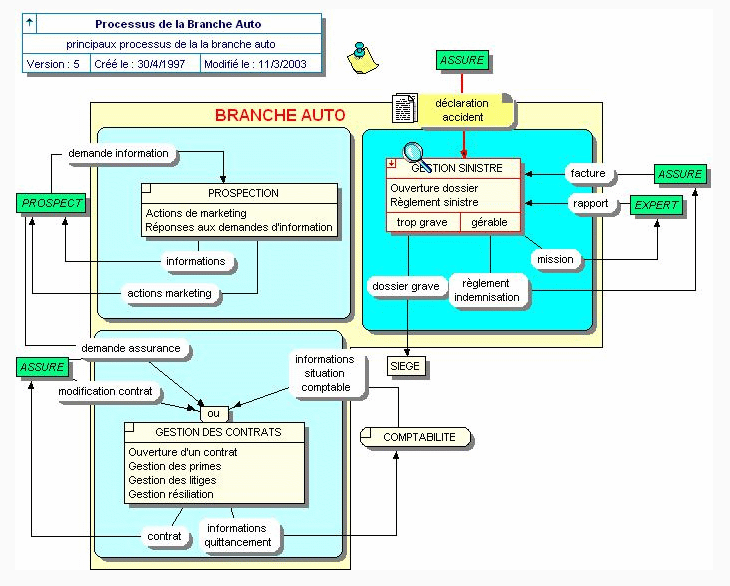 Processus de la Branche Auto
principaux processus de la la branche auto
Version : 5
Créé le : 30/4/1997
Modifié le : 11/3/2003
ASSURE
déclaration
accident
BRANCHE AUTO
demande information
PROSPECT
PROSPECTION
Actions de marketing
Réponses aux demandes d'information
informations
actions marketing
GESTION SINISTRE
Ouverture dossier
Règlement sinistre
trop grave
gérable
facture
ASSURE
rapport
EXPERT
mission
dossier grave
règlement
indemnisation
SIEGE
demande assurance
ASSURE
modification contrat
informations
situation
comptable
ou
GESTION DES CONTRATS
Ouverture d'un contrat
Gestion des primes
Gestion des litiges
Gestion résiliation
COMPTABILITE
contrat
informations
quittancement